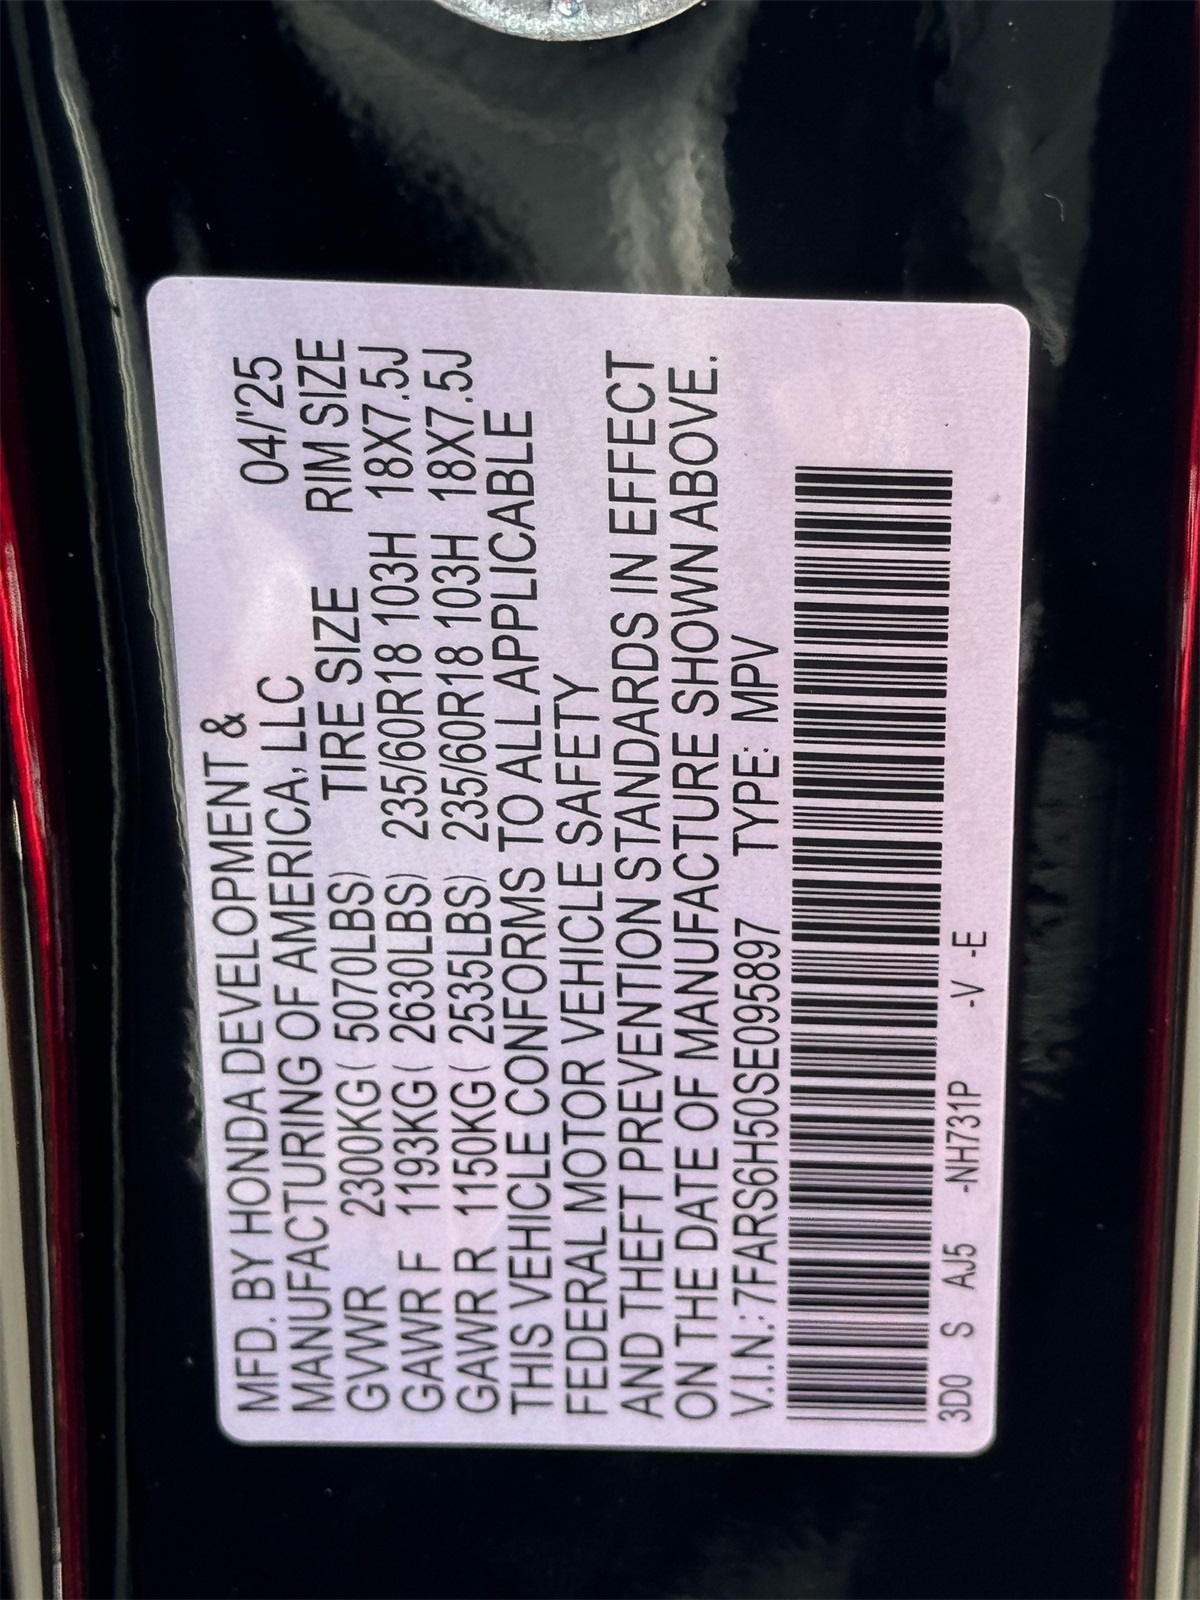 MFD. BY HONDA DEVELOPMENT &
MANUFACTURING OF AMERICA, LLC 04/'25
GVWR 2300KG( 5070LBS) TIRE SIZE RIM SIZE
GAWR F 1193KG( 2630LBS) 235/60R18 103H 18X7.5J
GAWR R 1150KG( 2535LBS) 235/60R18 103H 18X7.5J
THIS VEHICLE CONFORMS TO ALL APPLICABLE
FEDERAL MOTOR VEHICLE SAFETY
AND THEFT PREVENTION STANDARDS IN EFFECT
ON THE DATE OF MANUFACTURE SHOWN ABOVE.
V.I.N.: 7FARS6H50SE095897 TYPE: MPV
3D0 S AJ5 -NH731P -V -E